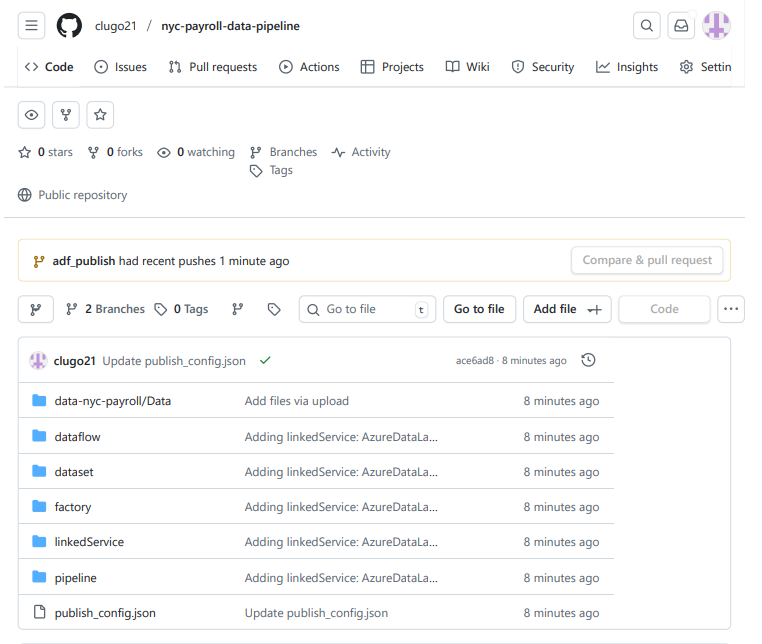 clugo21 / nyc-payroll-data-pipeline
Code Issues Pull requests Actions Projects Wiki Security Insights Settin
0 stars 0 forks 0 watching Branches Activity
Tags
Public repository
adf_publish had recent pushes 1 minute ago Compare & pull request
2 Branches 0 Tags Go to file t Go to file Add file Code
clugo21 Update publish_config.json ace6ad8 · 8 minutes ago
data-nyc-payroll/Data Add files via upload 8 minutes ago
dataflow Adding linkedService: AzureDataLa... 8 minutes ago
dataset Adding linkedService: AzureDataLa... 8 minutes ago
factory Adding linkedService: AzureDataLa... 8 minutes ago
linkedService Adding linkedService: AzureDataLa... 8 minutes ago
pipeline Adding linkedService: AzureDataLa... 8 minutes ago
publish_config.json Update publish_config.json 8 minutes ago